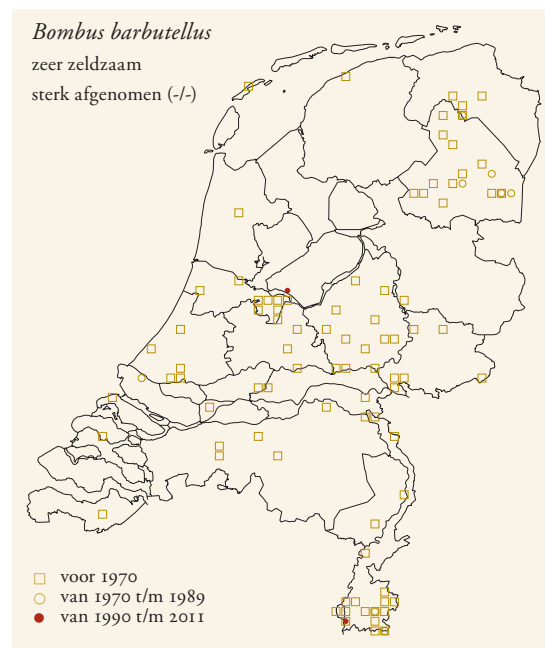 Bombus barbutellus
zeer zeldzaam
sterk afgenomen (-/-)
voor 1970
van 1970 t/m 1989
van 1990 t/m 2011